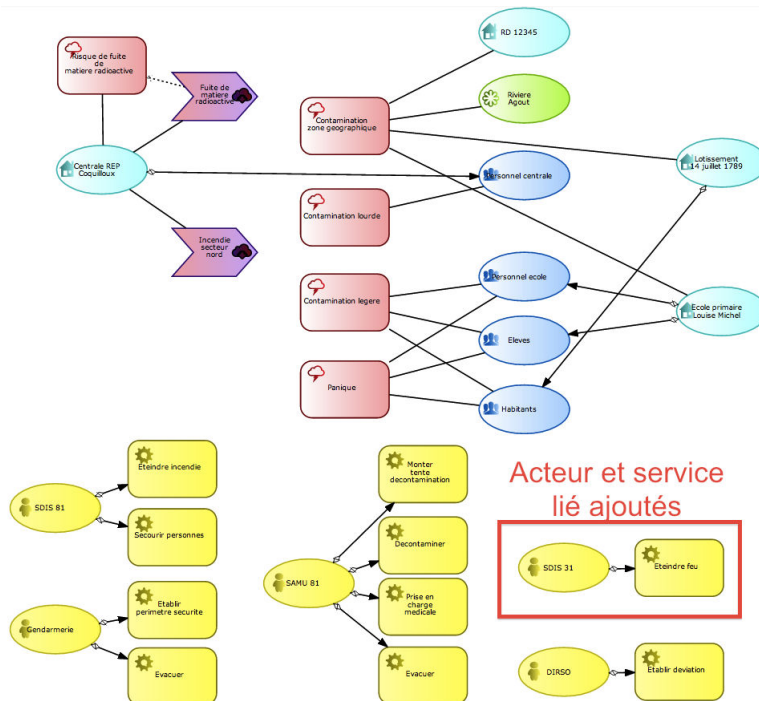 RD 12345
Risque de fuite
de
matiere radioactive
Fuite de
matiere
radioactive
Riviere
Agout
Contamination
zone geographique
Centrale REP
Coquilloux
Personnel centrale
Lotissement
14 juillet 1789
Contamination lourde
Incendie
secteur
nord
Personnel ecole
Contamination legere
Ecole primaire
Louise Michel
Eleves
Panique
Habitants
Eteindre incendie
Monter
tente
decontamination
Acteur et service
lié ajoutés
SDIS 81
Secourir personnes
Decontaminer
SDIS 31
Eteindre feu
SAMU 81
Etablir
perimetre securite
Prise en
charge
medicale
Gendarmerie
Evacuer
Evacuer
DIRSO
Etablir deviation